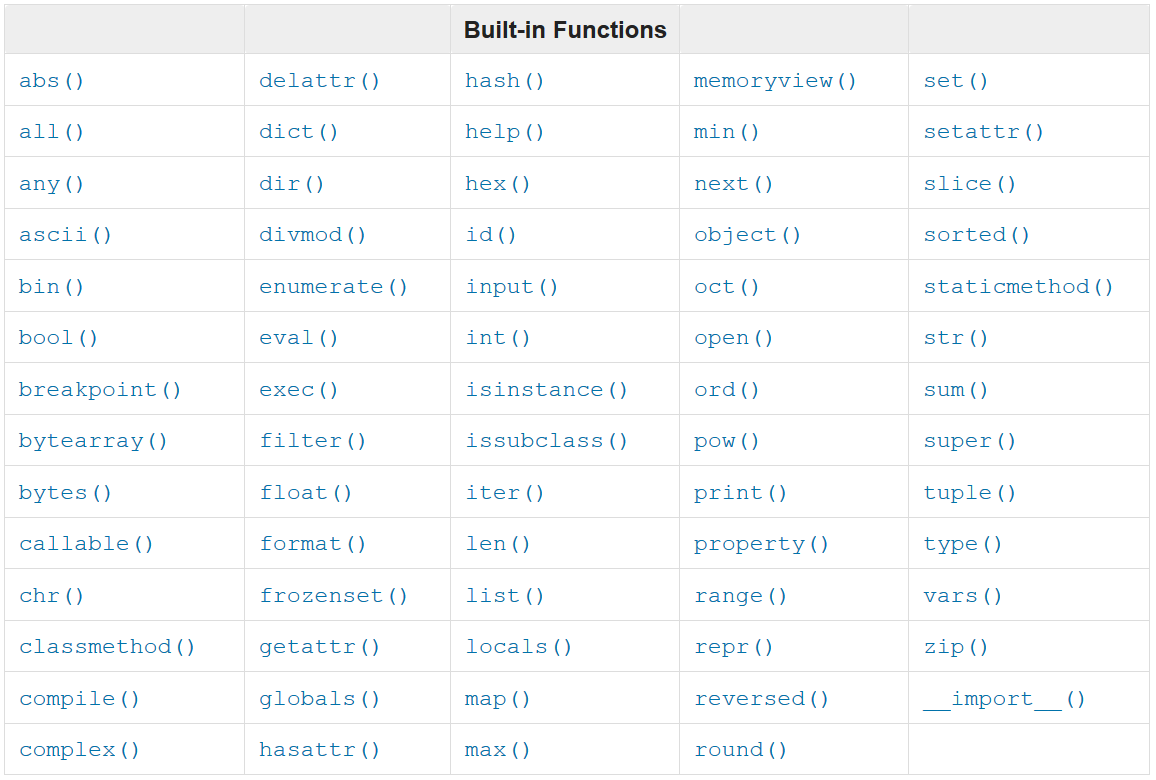 Built-in Functions
abs() delattr() hash() memoryview() set()
all() dict() help() min() setattr()
any() dir() hex() next() slice()
ascii() divmod() id() object() sorted()
bin() enumerate() input() oct() staticmethod()
bool() eval() int() open() str()
breakpoint() exec() isinstance() ord() sum()
bytearray() filter() issubclass() pow() super()
bytes() float() iter() print() tuple()
callable() format() len() property() type()
chr() frozenset() list() range() vars()
classmethod() getattr() locals() repr() zip()
compile() globals() map() reversed() __import__()
complex() hasattr() max() round()